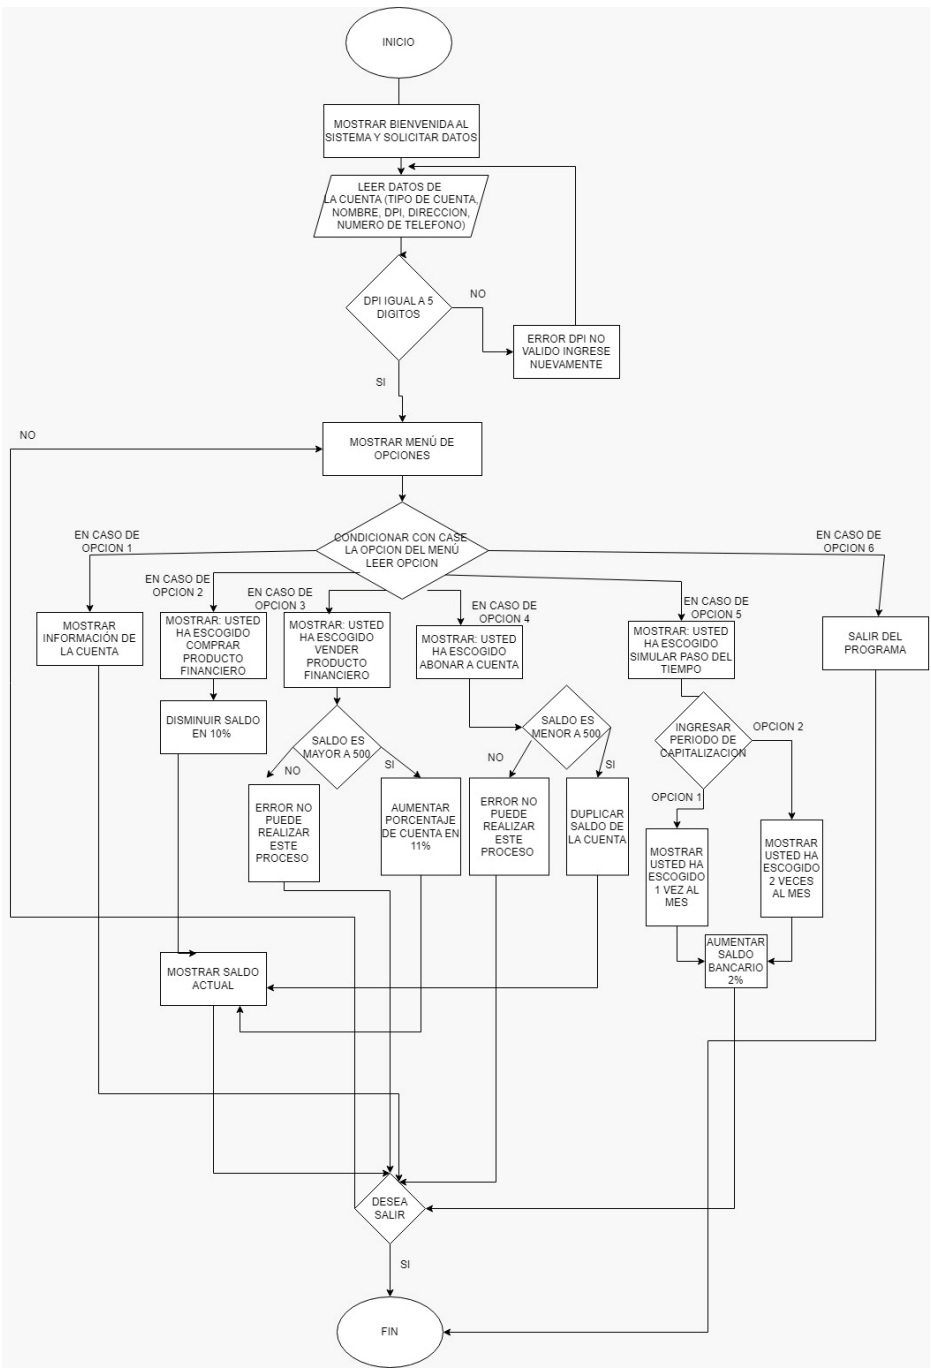 INICIO
MOSTRAR BIENVENIDA AL
SISTEMA Y SOLICITAR DATOS
LEER DATOS DE
LA CUENTA (TIPO DE CUENTA,
NOMBRE, DPI, DIRECCION,
NUMERO DE TELEFONO)
DPI IGUAL A 5
DIGITOS
NO
ERROR DPI NO
VALIDO INGRESE
NUEVAMENTE
SI
NO
MOSTRAR MENÚ DE
OPCIONES
CONDICIONAR CON CASE
LA OPCION DEL MENÚ
LEER OPCION
EN CASO DE
OPCION 1
EN CASO DE
OPCION 2
EN CASO DE
OPCION 3
EN CASO DE
OPCION 4
EN CASO DE
OPCION 5
EN CASO DE
OPCION 6
MOSTRAR
INFORMACIÓN DE
LA CUENTA
MOSTRAR: USTED
HA ESCOGIDO
COMPRAR
PRODUCTO
FINANCIERO
MOSTRAR: USTED
HA ESCOGIDO
VENDER
PRODUCTO
FINANCIERO
MOSTRAR: USTED
HA ESCOGIDO
ABONAR A CUENTA
MOSTRAR: USTED
HA ESCOGIDO
SIMULAR PASO DEL
TIEMPO
SALIR DEL
PROGRAMA
DISMINUIR SALDO
EN 10%
SALDO ES
MAYOR A 500
NO
SI
SALDO ES
MENOR A 500
NO
SI
INGRESAR
PERIODO DE
CAPITALIZACION
OPCION 2
OPCION 1
ERROR NO
PUEDE
REALIZAR
ESTE
PROCESO
AUMENTAR
PORCENTAJE
DE CUENTA EN
11%
ERROR NO
PUEDE
REALIZAR
ESTE
PROCESO
DUPLICAR
SALDO DE
LA CUENTA
MOSTRAR
USTED HA
ESCOGIDO
1 VEZ AL
MES
MOSTRAR
USTED HA
ESCOGIDO
2 VECES
AL MES
AUMENTAR
SALDO
BANCARIO
2%
MOSTRAR SALDO
ACTUAL
DESEA
SALIR
SI
FIN